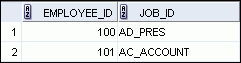 EMPLOYEE_ID JOB_ID
1 100 AD_PRES
2 101 AC_ACCOUNT